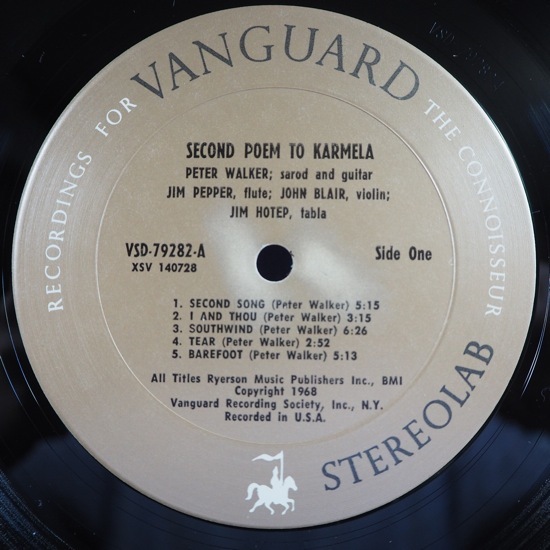 RECORDINGS FOR VANGUARD THE CONNOISSEUR
SECOND POEM TO KARMELA
PETER WALKER; sarod and guitar
JIM PEPPER, flute; JOHN BLAIR, violin;
JIM HOTEP, tabla
VSD-79282-A
XSV 140728
Side One
1. SECOND SONG (Peter Walker) 5:15
2. I AND THOU (Peter Walker) 3:15
3. SOUTHWIND (Peter Walker) 6:26
4. TEAR (Peter Walker) 2:52
5. BAREFOOT (Peter Walker) 5:13
All Titles Ryerson Music Publishers Inc., BMI
Copyright 1968
Vanguard Recording Society, Inc., N.Y.
Recorded in U.S.A.
STEREOLAB